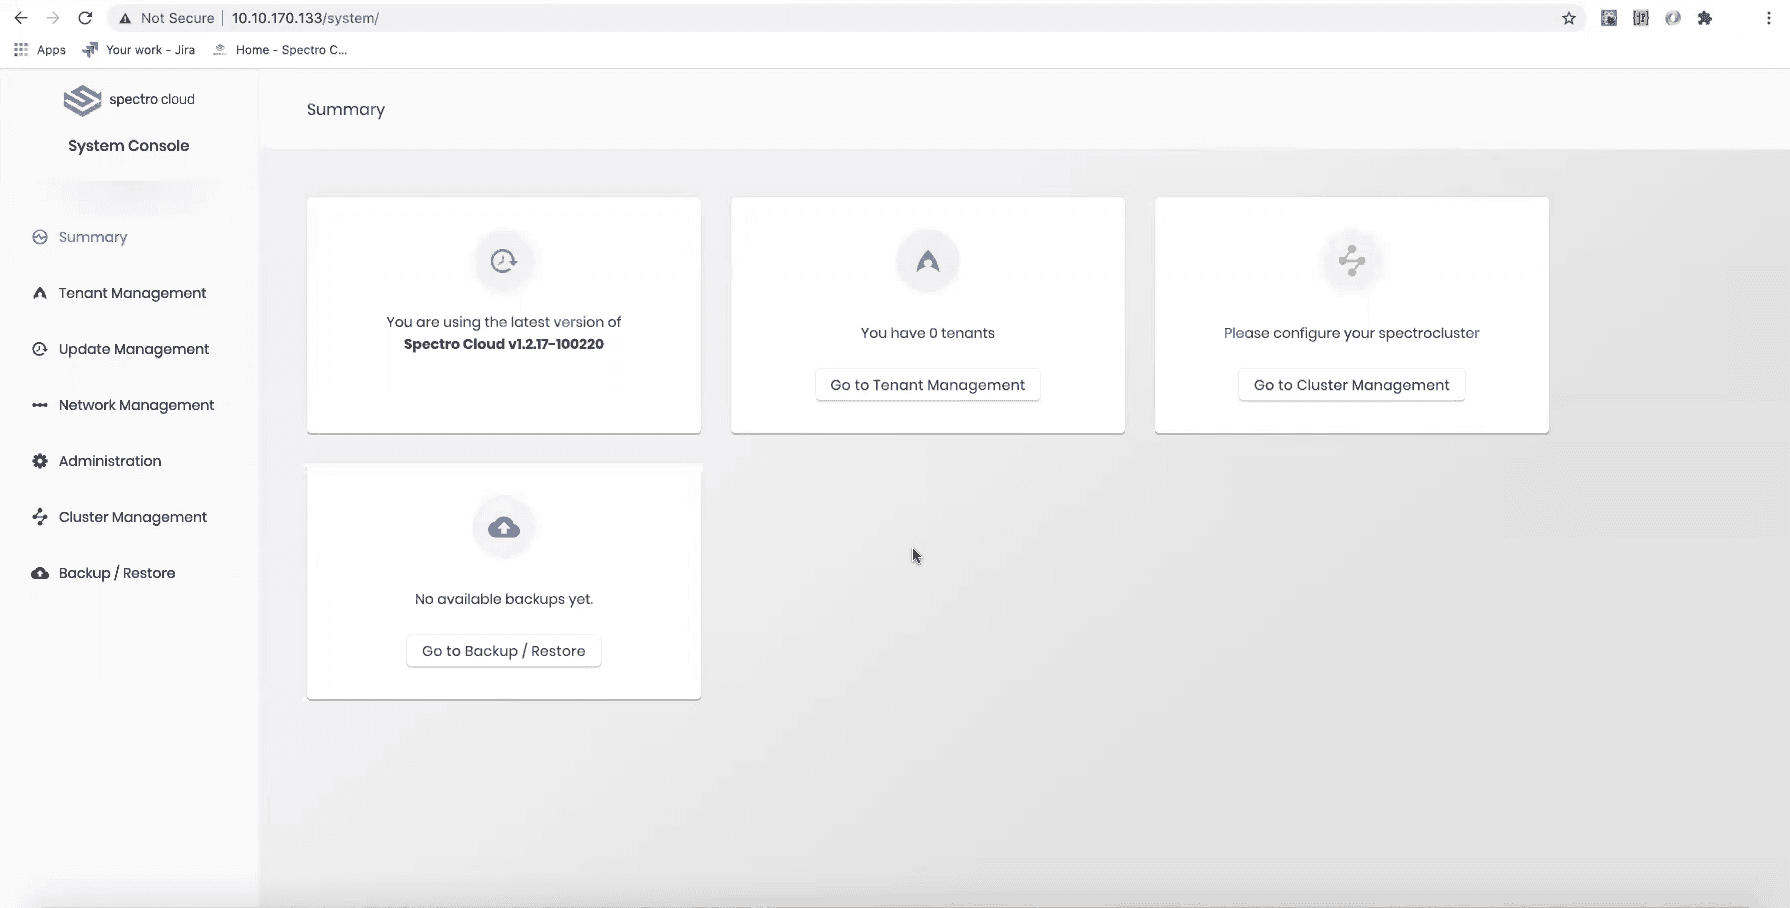 Not Secure | 10.10.170.133/system/
Apps Your work - Jira Home - Spectro C...
spectro cloud
System Console
Summary
Tenant Management
Update Management
Network Management
Administration
Cluster Management
Backup / Restore
Summary
You are using the latest version of
Spectro Cloud v1.2.17-100220
You have 0 tenants
Go to Tenant Management
Please configure your spectrocluster
Go to Cluster Management
No available backups yet.
Go to Backup / Restore